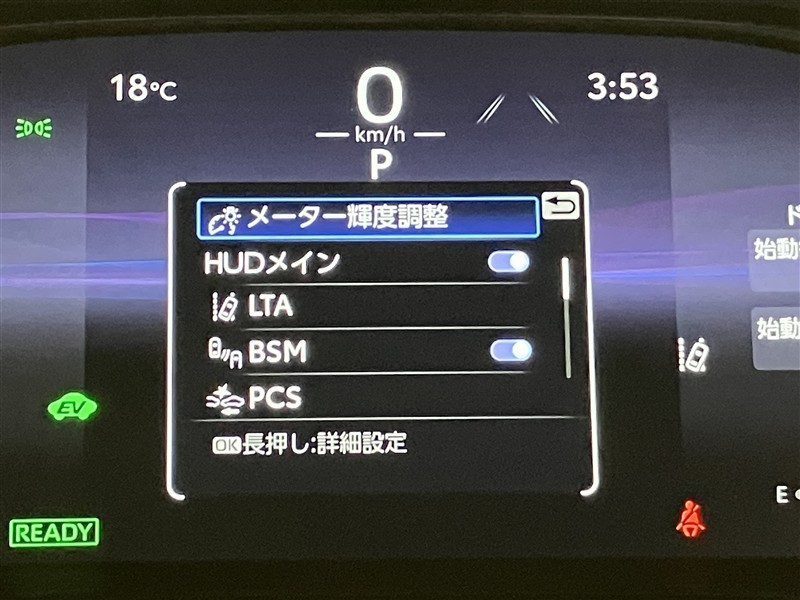 18℃
0
3:53
km/h
P
メーター輝度調整
HUDメイン
LTA
BSM
PCS
OK長押し:詳細設定
始動
始動
EV
READY
E